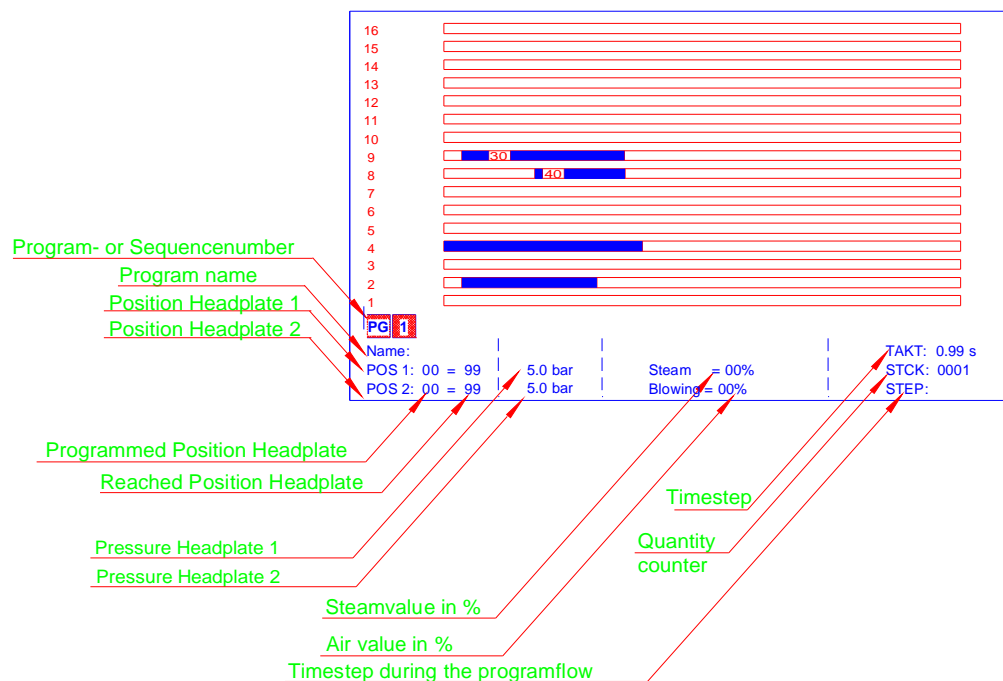 16
15
14
13
12
11
10
9 30
8 40
7
6
5
4
3
2
1
Program- or Sequencenumber
Program name
Position Headplate 1
Position Headplate 2
PG 1
Name:
POS 1: 00 = 99 5.0 bar Steam = 00% STCK: 0001
POS 2: 00 = 99 5.0 bar Blowing = 00% STEP:
TAKT: 0.99 s
Programmed Position Headplate
Reached Position Headplate
Timestep
Pressure Headplate 1
Quantity
counter
Pressure Headplate 2
Steamvalue in %
Air value in %
Timestep during the programflow